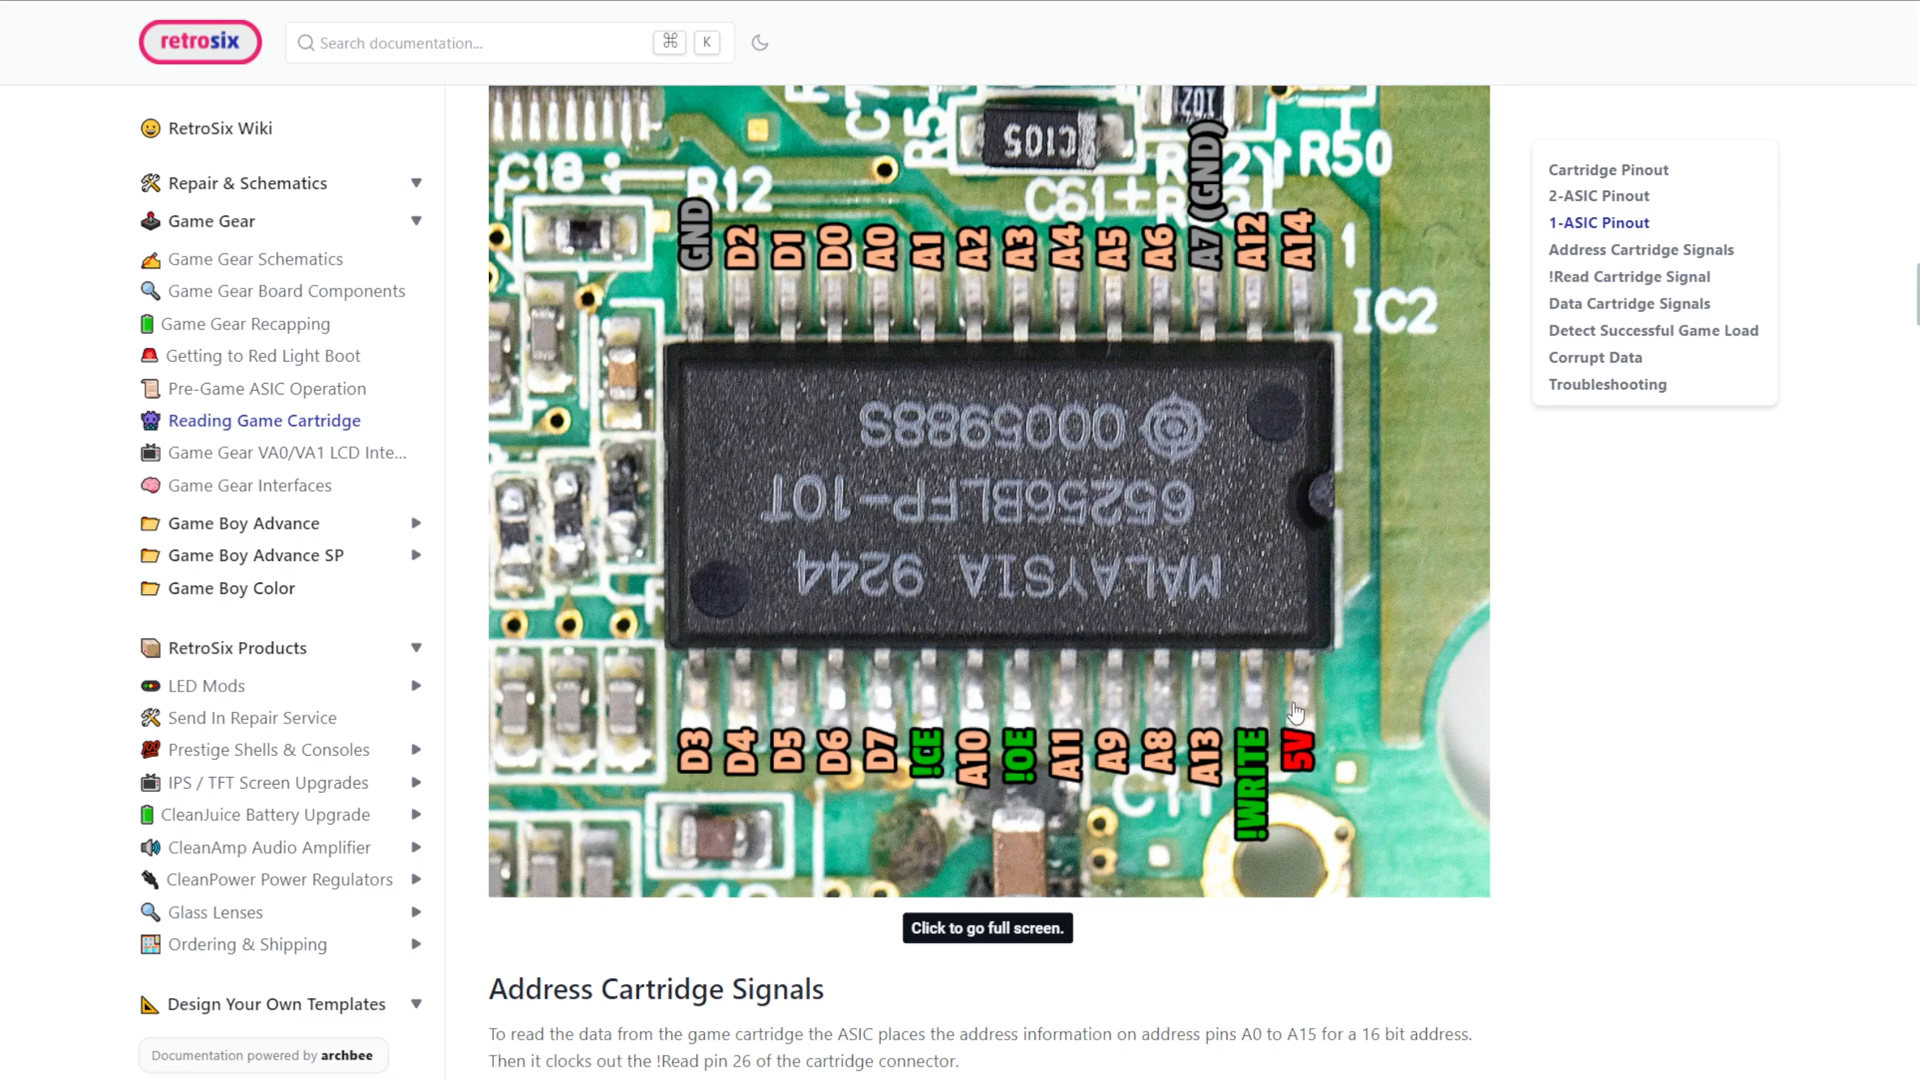 retrosix
Search documentation...
⌘ K
RetroSix Wiki
Repair & Schematics
Game Gear
Game Gear Schematics
Game Gear Board Components
Game Gear Recapping
Getting to Red Light Boot
Pre-Game ASIC Operation
Reading Game Cartridge
Game Gear VA0/VA1 LCD Inte...
Game Gear Interfaces
Game Boy Advance
Game Boy Advance SP
Game Boy Color
RetroSix Products
LED Mods
Send In Repair Service
Prestige Shells & Consoles
IPS / TFT Screen Upgrades
CleanJuice Battery Upgrade
CleanAmp Audio Amplifier
CleanPower Power Regulators
Glass Lenses
Ordering & Shipping
Design Your Own Templates
Documentation powered by archbee
102
C105
R50
C18
R12
C61+
GND D2 D1 D0 A0 A1 A2 A3 A4 A5 A6 A7 (GND) A12 A14
1
IC2
MALAYSIA 9244
65256BLFP-10T
0005988S
D3 D4 D5 D6 D7 !CE A10 !OE A11 A9 A8 A13 !WRITE 5V
Click to go full screen.
Address Cartridge Signals
To read the data from the game cartridge the ASIC places the address information on address pins A0 to A15 for a 16 bit address.
Then it clocks out the !Read pin 26 of the cartridge connector.
Cartridge Pinout
2-ASIC Pinout
1-ASIC Pinout
Address Cartridge Signals
!Read Cartridge Signal
Data Cartridge Signals
Detect Successful Game Load
Corrupt Data
Troubleshooting